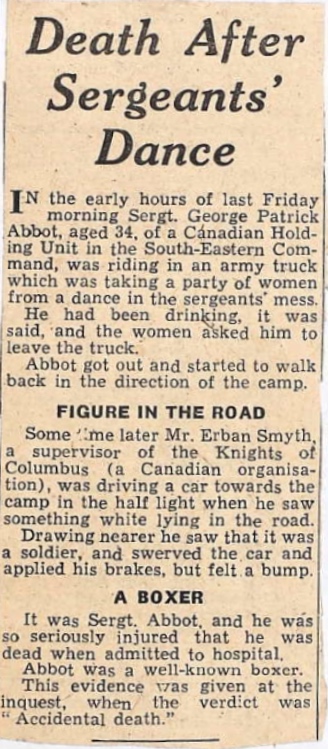 Death After
Sergeants'
Dance
IN the early hours of last Friday
morning Sergt. George Patrick
Abbot, aged 34, of a Canadian Hold-
ing Unit in the South-Eastern Com-
mand, was riding in an army truck
which was taking a party of women
from a dance in the sergeants' mess.
He had been drinking, it was
said, and the women asked him to
leave the truck.
Abbot got out and started to walk
back in the direction of the camp.
FIGURE IN THE ROAD
Some time later Mr. Erban Smyth,
a supervisor of the Knights of
Columbus (a Canadian organisa-
tion), was driving a car towards the
camp in the half light when he saw
something white lying in the road.
Drawing nearer he saw that it was
a soldier, and swerved the car and
applied his brakes, but felt a bump.
A BOXER
It was Sergt. Abbot, and he was
so seriously injured that he was
dead when admitted to hospital.
Abbot was a well-known boxer.
This evidence was given at the
inquest, when the verdict was
"Accidental death."